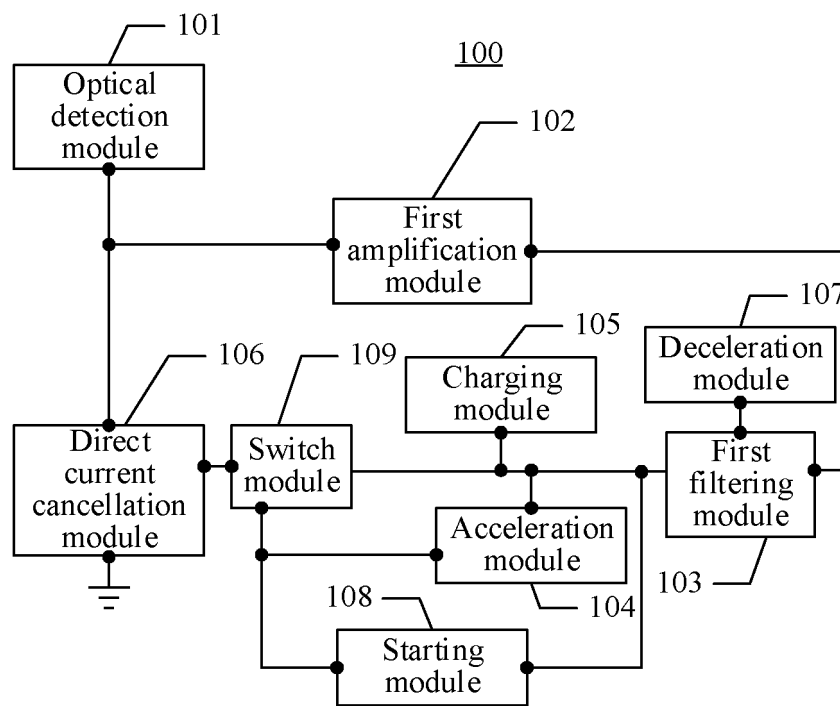 101
100
Optical
detection
module
102
First
amplification
module
107
105
106
109
Deceleration
module
Charging
module
Direct
current
cancellation
module
Switch
module
First
filtering
module
Acceleration
module
103
104
108
Starting
module